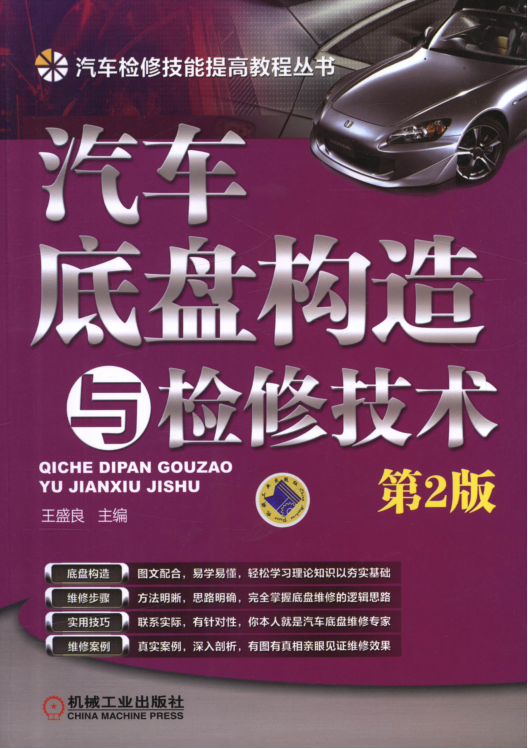 汽车检修技能提高教程丛书
汽车
底盘构造
与检修技术
QICHE DIPAN GOUZAO
YU JIANXIU JISHU
第2版
王盛良 主编
底盘构造 图文配合，易学易懂，轻松学习理论知识以夯实基础
维修步骤 方法明晰，思路明确，完全掌握底盘维修的逻辑思路
实用技巧 联系实际，有针对性，你本人就是汽车底盘维修专家
维修案例 真实案例，深入剖析，有图有真相亲眼见证维修效果
机械工业出版社
CHINA MACHINE PRESS